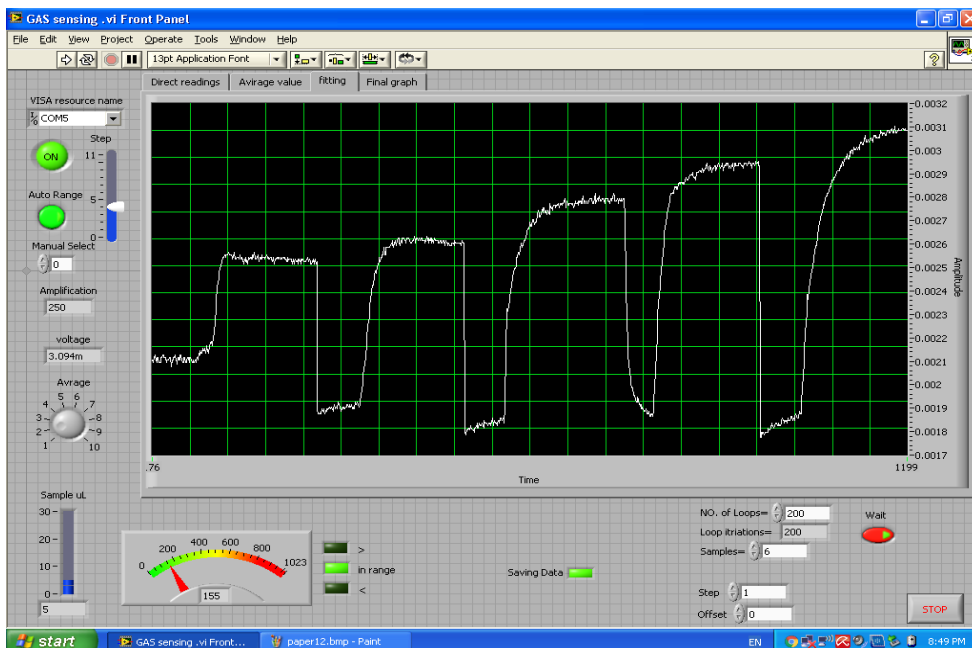 GAS sensing .vi Front Panel
File Edit View Project Operate Tools Window Help
13pt Application Font
Direct readings Avirage value fitting Final graph
VISA resource name
COM5
Step
ON
11
5
0
Auto Range
Manual Select
0
Amplification
250
voltage
3.094m
Avrage
1 2 3 4 5 6 7 8 9 10
0.0032
0.0031
0.003
0.0029
0.0028
0.0027
0.0026
0.0025
0.0024
0.0023
0.0022
0.0021
0.002
0.0019
0.0018
0.0017
Amplitude
.76 1199
Time
Sample uL
30
20
10
0
5
0 200 400 600 800 1023
155
>
in range
<
Saving Data
NO. of Loops= 200
Loop itriations= 200
Samples= 6
Wait
Step 1
Offset 0
STOP
start GAS sensing .vi Front... paper12.bmp - Paint EN 8:49 PM